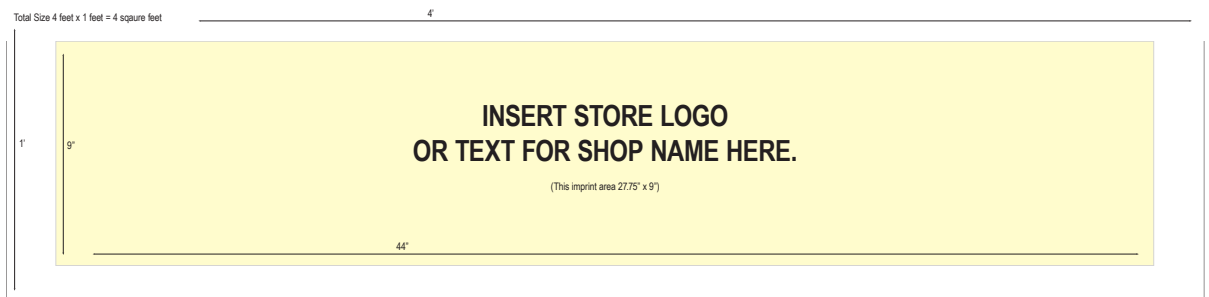 Total Size 4 feet x 1 feet = 4 sqaure feet
4'
1'
9"
INSERT STORE LOGO
OR TEXT FOR SHOP NAME HERE.
(This imprint area 27.75" x 9")
44"